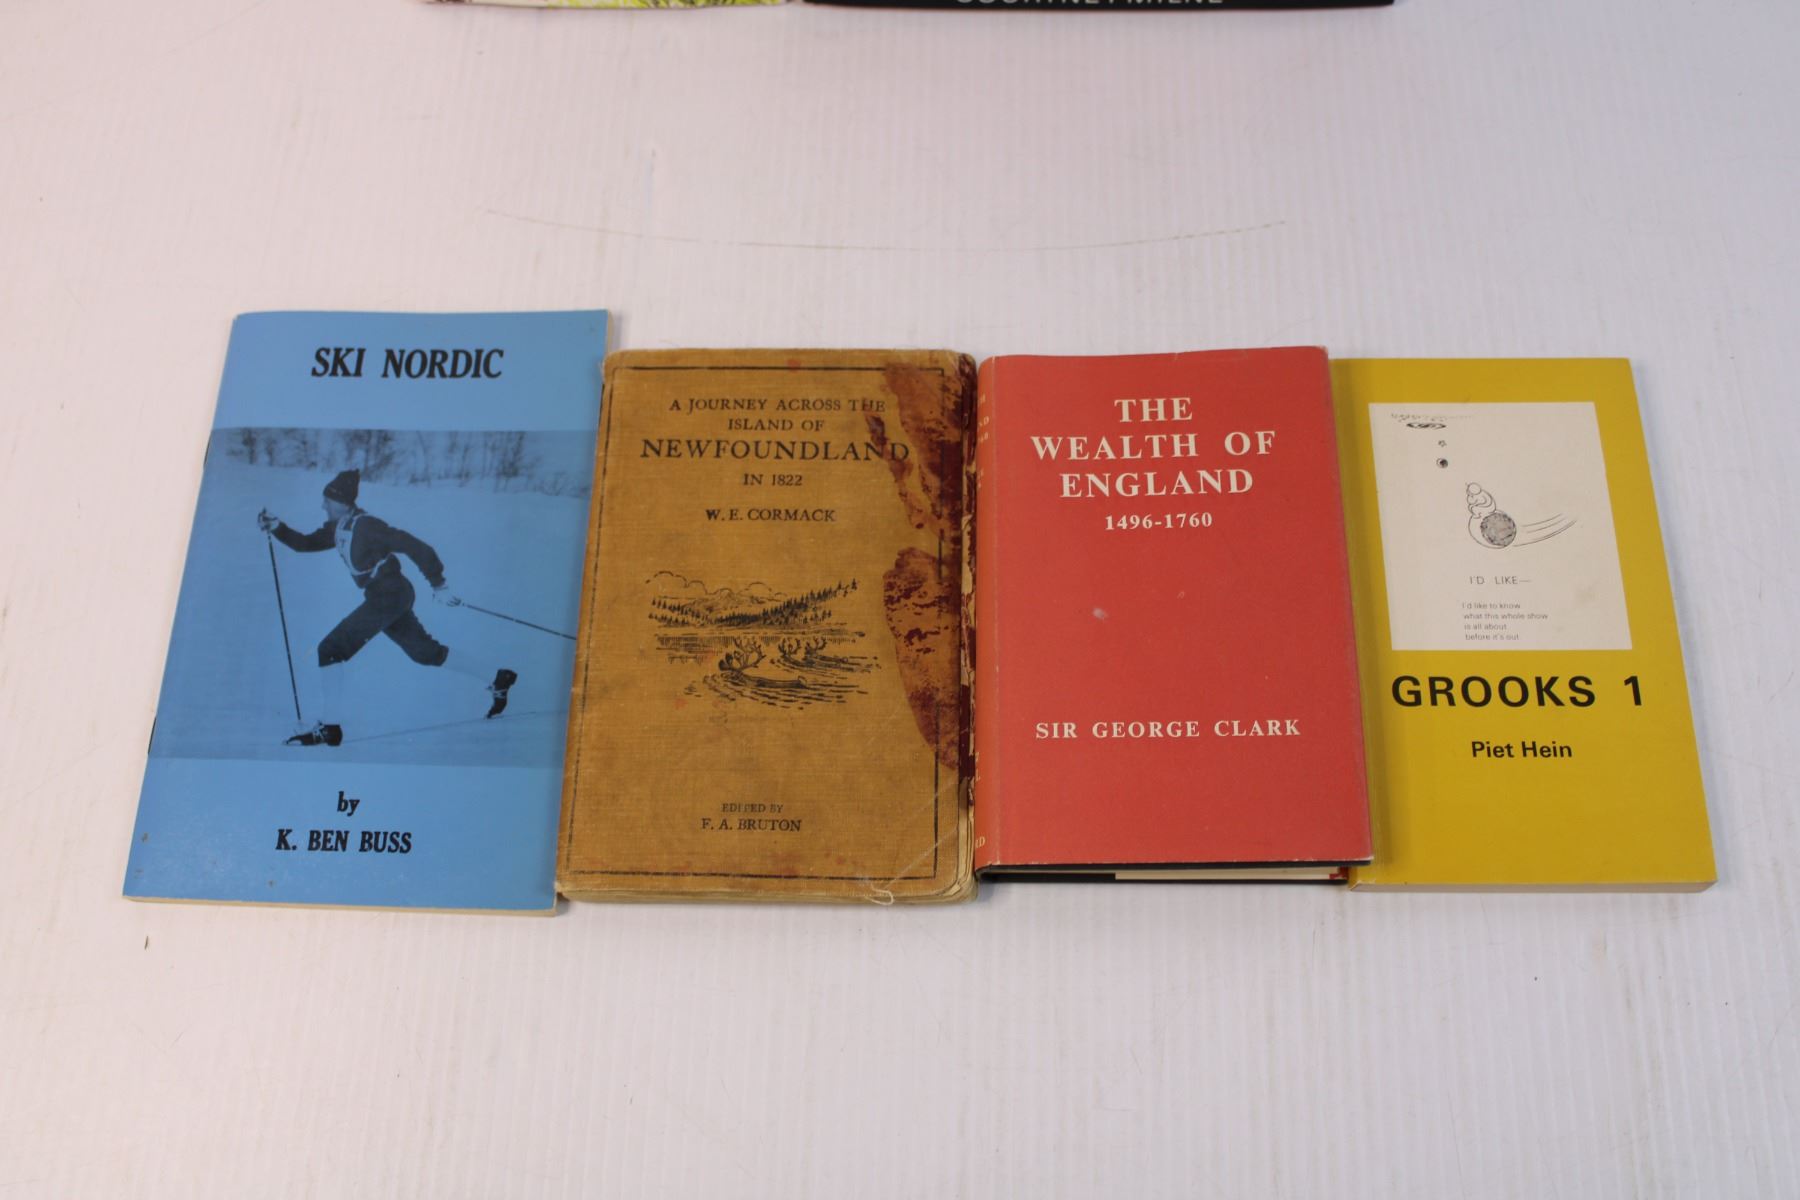 COURTNEY MILNE
SKI NORDIC
by
K. BEN BUSS
A JOURNEY ACROSS THE
ISLAND OF
NEWFOUNDLAND
IN 1822
W. E. CORMACK
EDITED BY
F. A. BRUTON
THE
WEALTH OF
ENGLAND
1496-1760
SIR GEORGE CLARK
I'D LIKE—
I'd like to know
what this whole show
is all about
before it's out.
GROOKS 1
Piet Hein